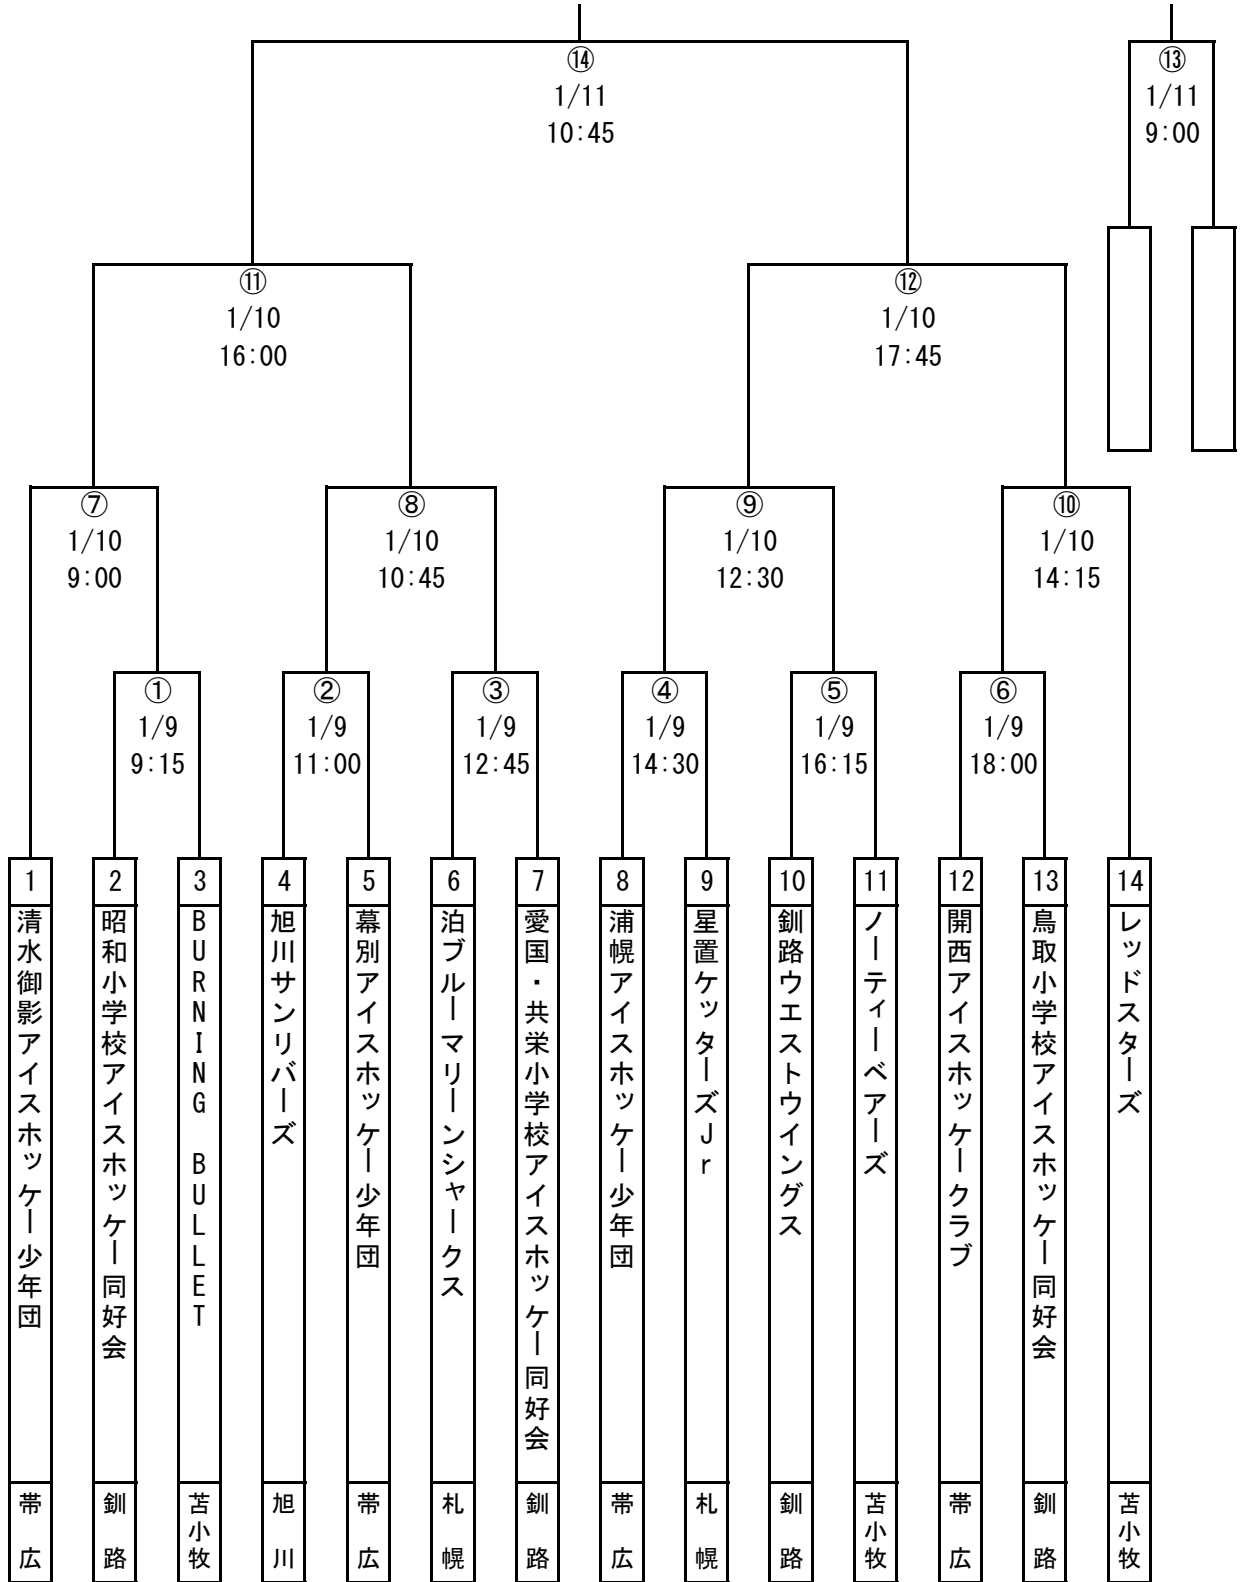 ⑭
1/11
10:45
⑬
1/11
9:00
⑪
1/10
16:00
⑫
1/10
17:45
⑦
1/10
9:00
⑧
1/10
10:45
⑨
1/10
12:30
⑩
1/10
14:15
①
1/9
9:15
②
1/9
11:00
③
1/9
12:45
④
1/9
14:30
⑤
1/9
16:15
⑥
1/9
18:00
1
清水御影アイスホッケー少年団
帯広
2
昭和小学校アイスホッケー同好会
釧路
3
BURNING BULLET
苫小牧
4
旭川サンリバーズ
旭川
5
幕別アイスホッケー少年団
帯広
6
泊ブルーマリーンシャークス
札幌
7
愛国・共栄小学校アイスホッケー同好会
釧路
8
浦幌アイスホッケー少年団
帯広
9
星置ケッターズJr
札幌
10
釧路ウエストウイングス
釧路
11
ノーティーベアーズ
苫小牧
12
開西アイスホッケークラブ
帯広
13
鳥取小学校アイスホッケー同好会
釧路
14
レッドスターズ
苫小牧